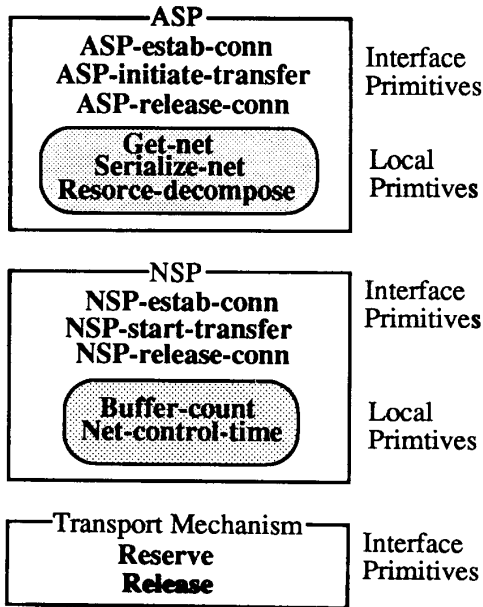 ASP
ASP-estab-conn
ASP-initiate-transfer
ASP-release-conn
Interface
Primitives
Get-net
Serialize-net
Resorce-decompose
Local
Primtives
NSP
NSP-estab-conn
NSP-start-transfer
NSP-release-conn
Interface
Primitives
Buffer-count
Net-control-time
Local
Primtives
Transport Mechanism
Reserve
Release
Interface
Primitives